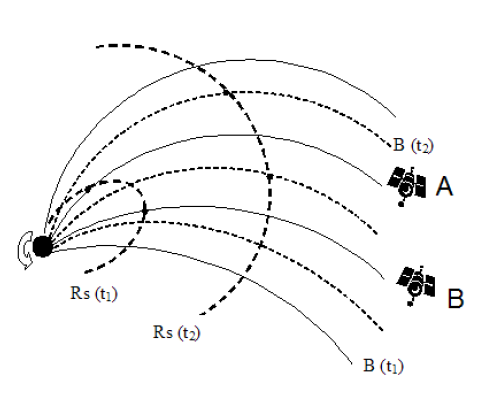 B (t₂)
A
B
Rs (t₁)
Rs (t₂)
B (t₁)